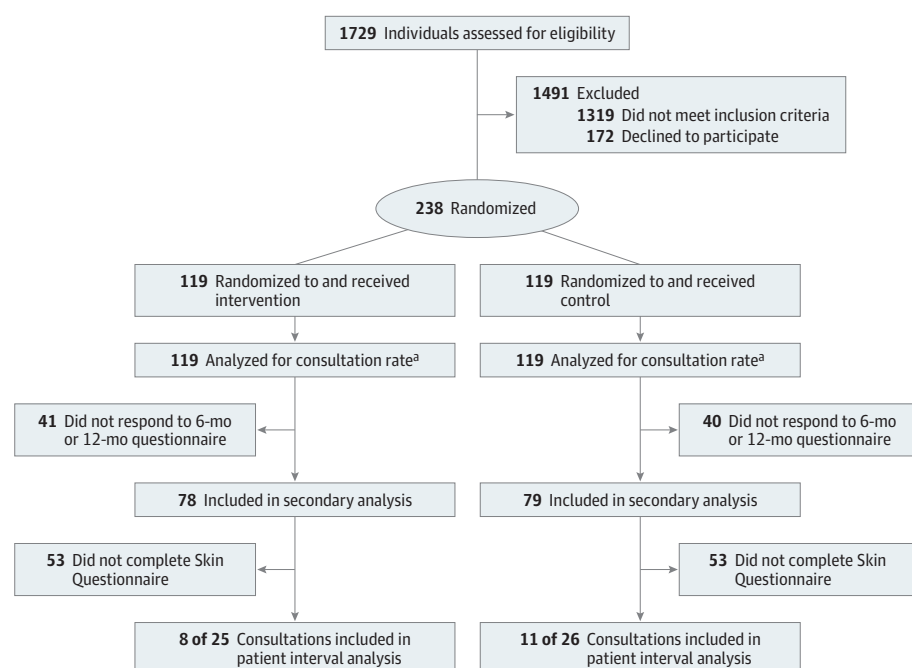 1729 Individuals assessed for eligibility
1491 Excluded
1319 Did not meet inclusion criteria
172 Declined to participate
238 Randomized
119 Randomized to and received
intervention
119 Randomized to and received
control
119 Analyzed for consultation rateᵃ
119 Analyzed for consultation rateᵃ
41 Did not respond to 6-mo
or 12-mo questionnaire
40 Did not respond to 6-mo
or 12-mo questionnaire
78 Included in secondary analysis
79 Included in secondary analysis
53 Did not complete Skin
Questionnaire
53 Did not complete Skin
Questionnaire
8 of 25 Consultations included in
patient interval analysis
11 of 26 Consultations included in
patient interval analysis